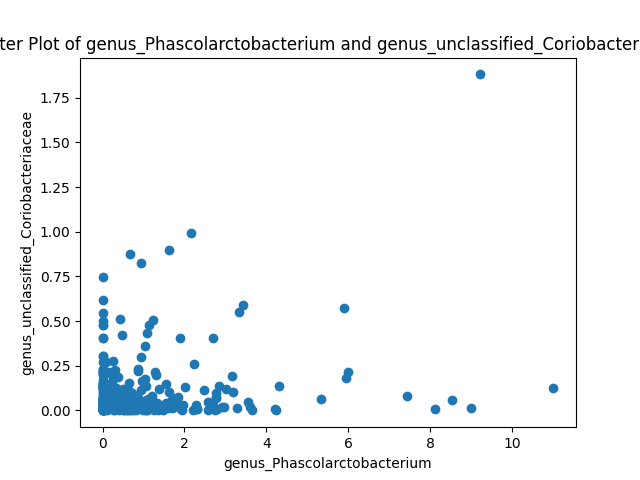 ter Plot of genus_Phascolarctobacterium and genus_unclassified_Coriobacter
1.75
1.50
1.25
1.00
0.75
0.50
0.25
0.00
genus_unclassified_Coriobacteriaceae
0 2 4 6 8 10
genus_Phascolarctobacterium